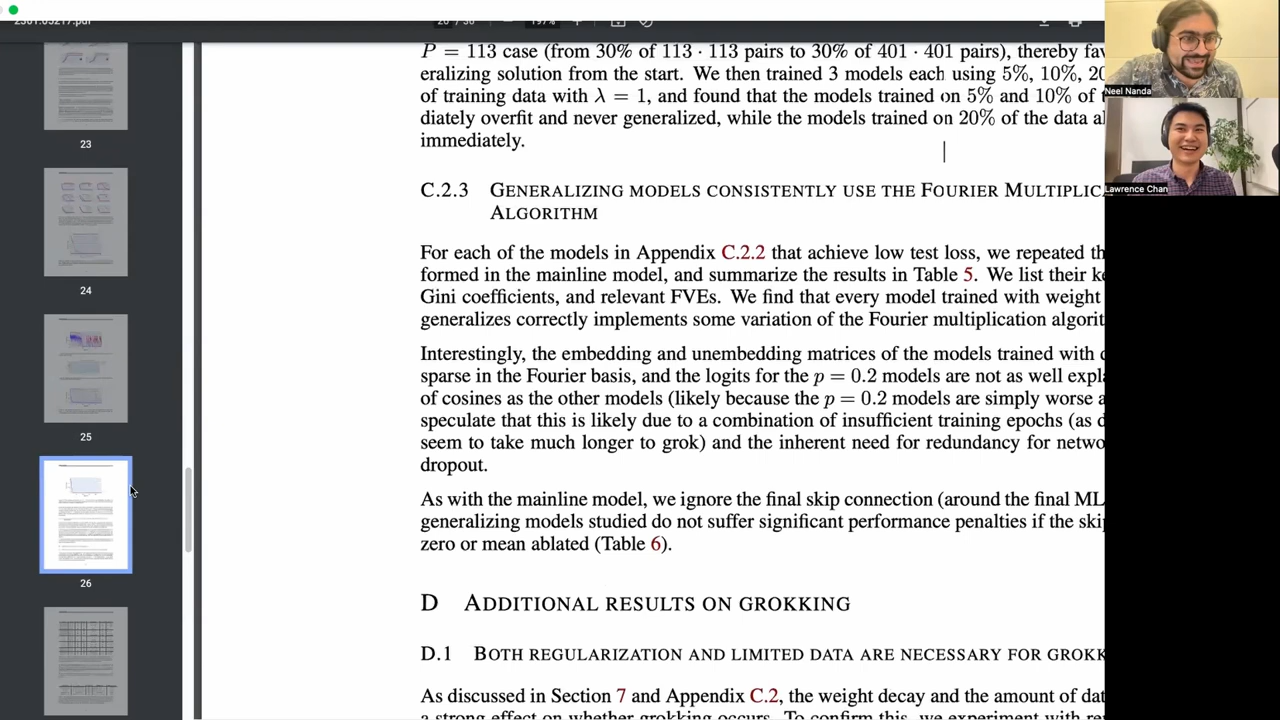 2301.05217.pdf
26 / 36
197%
P = 113 case (from 30% of 113 · 113 pairs to 30% of 401 · 401 pairs), thereby fav
eralizing solution from the start. We then trained 3 models each using 5%, 10%, 20
of training data with λ = 1, and found that the models trained on 5% and 10% of t
diately overfit and never generalized, while the models trained on 20% of the data al
immediately.
C.2.3 GENERALIZING MODELS CONSISTENTLY USE THE FOURIER MULTIPLICA
ALGORITHM
For each of the models in Appendix C.2.2 that achieve low test loss, we repeated th
formed in the mainline model, and summarize the results in Table 5. We list their ke
Gini coefficients, and relevant FVEs. We find that every model trained with weight
generalizes correctly implements some variation of the Fourier multiplication algorit
Interestingly, the embedding and unembedding matrices of the models trained with d
sparse in the Fourier basis, and the logits for the p = 0.2 models are not as well expla
of cosines as the other models (likely because the p = 0.2 models are simply worse a
speculate that this is likely due to a combination of insufficient training epochs (as d
seem to take much longer to grok) and the inherent need for redundancy for netwo
dropout.
As with the mainline model, we ignore the final skip connection (around the final ML
generalizing models studied do not suffer significant performance penalties if the skip
zero or mean ablated (Table 6).
D ADDITIONAL RESULTS ON GROKKING
D.1 BOTH REGULARIZATION AND LIMITED DATA ARE NECESSARY FOR GROKK
As discussed in Section 7 and Appendix C.2, the weight decay and the amount of dat
a strong effect on whether grokking occurs. To confirm this, we experiment with re
23
24
25
26
Neel Nanda
Lawrence Chan